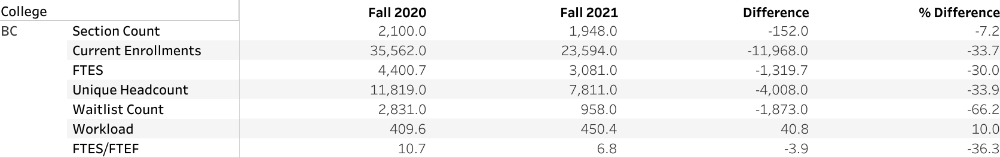 College Fall 2020 Fall 2021 Difference % Difference
BC Section Count 2,100.0 1,948.0 -152.0 -7.2
Current Enrollments 35,562.0 23,594.0 -11,968.0 -33.7
FTES 4,400.7 3,081.0 -1,319.7 -30.0
Unique Headcount 11,819.0 7,811.0 -4,008.0 -33.9
Waitlist Count 2,831.0 958.0 -1,873.0 -66.2
Workload 409.6 450.4 40.8 10.0
FTES/FTEF 10.7 6.8 -3.9 -36.3